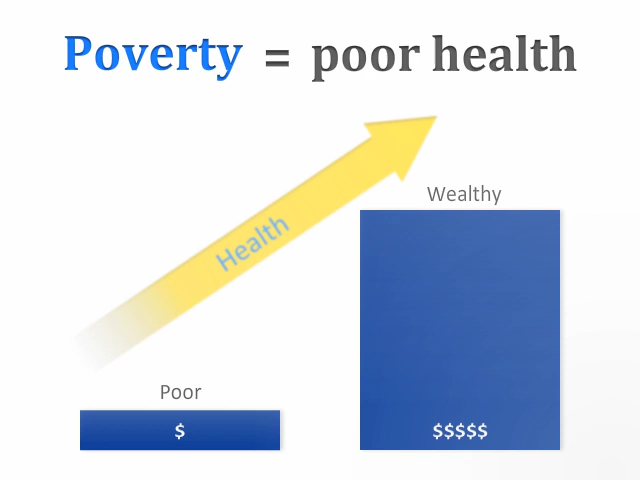 Poverty = poor health
Health
Wealthy
Poor
$
$$$$$